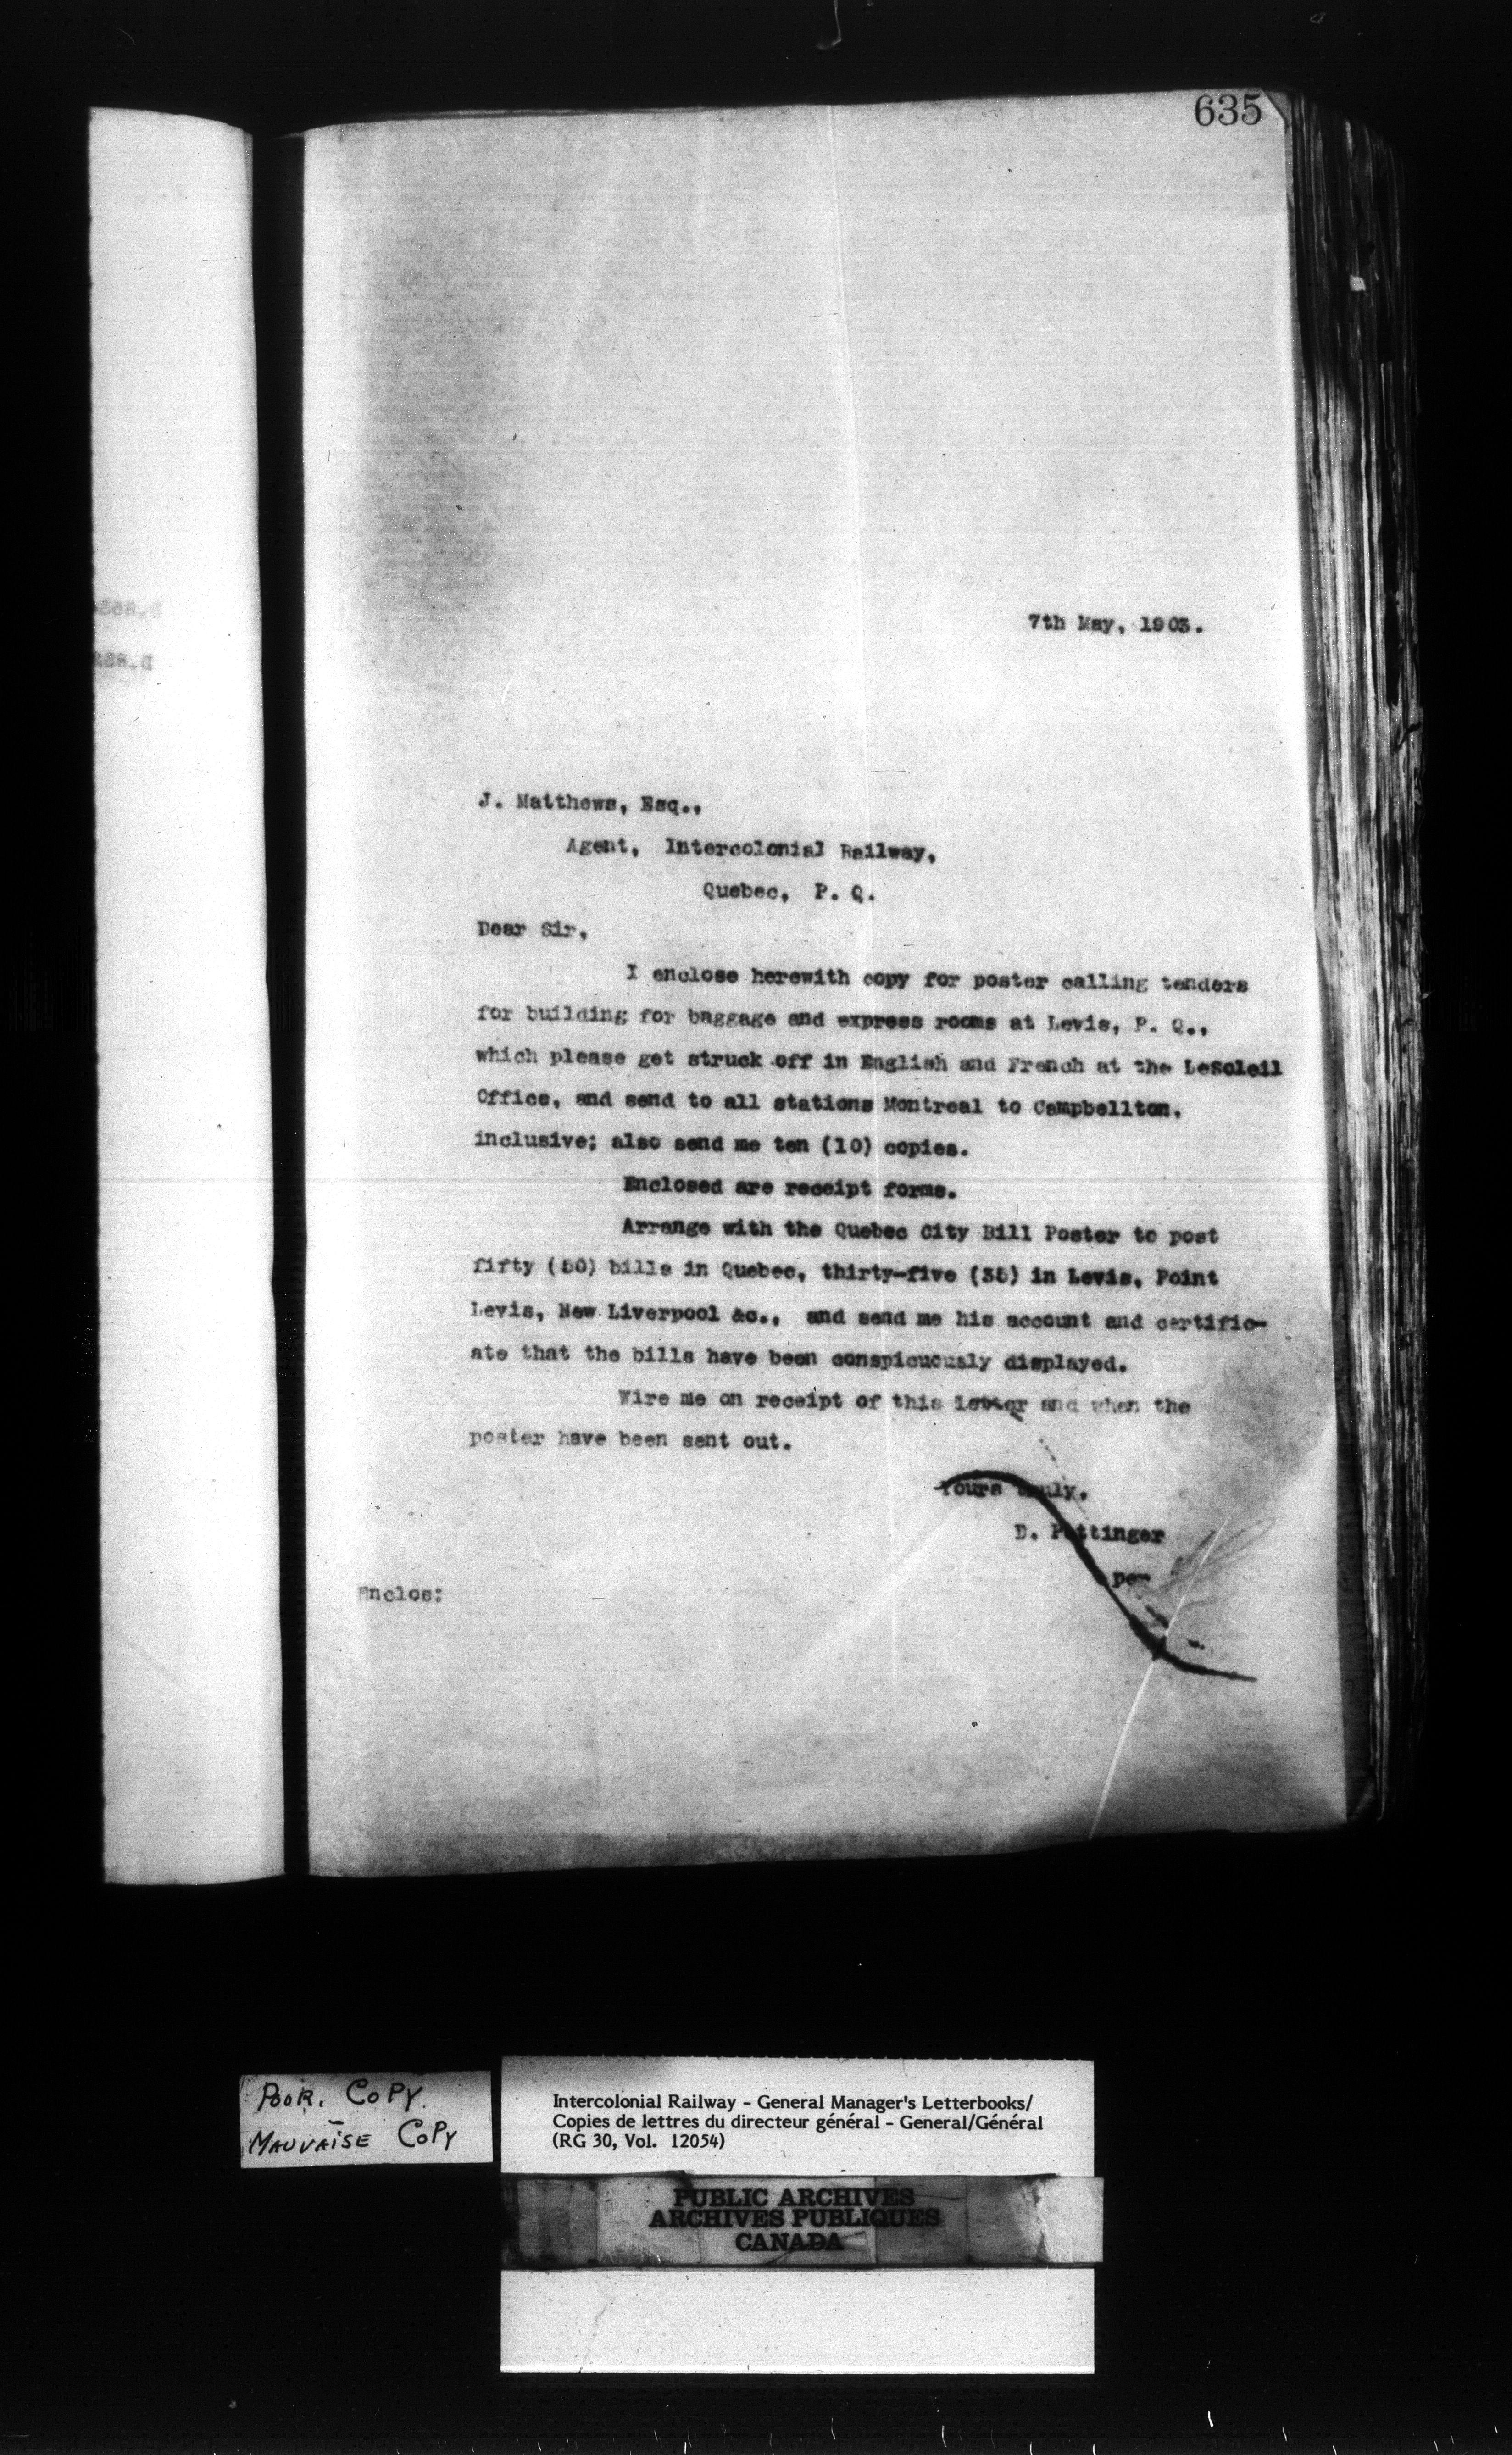 635
7th May, 1903.
J. Matthews, Esq.,
Agent, Intercolonial Railway,
Quebec, P. Q.
Dear Sir,
I enclose herewith copy for poster calling tenders
for building for baggage and express rooms at Levis, P. Q.,
which please get struck off in English and French at the LeSoleil
Office, and send to all stations Montreal to Campbellton,
inclusive; also send me ten (10) copies.
Enclosed are receipt forms.
Arrange with the Quebec City Bill Poster to post
fifty (50) bills in Quebec, thirty-five (35) in Levis, Point
Levis, New Liverpool &c., and send me his account and certific-
ate that the bills have been conspicuously displayed.
Wire me on receipt of this letter and when the
poster have been sent out.
Yours truly,
D. Pottinger
per
Enclos:
POOR. COPY.
MAUVAISE COPY
Intercolonial Railway - General Manager's Letterbooks/
Copies de lettres du directeur général - General/Général
(RG 30, Vol. 12054)
PUBLIC ARCHIVES
ARCHIVES PUBLIQUES
CANADA